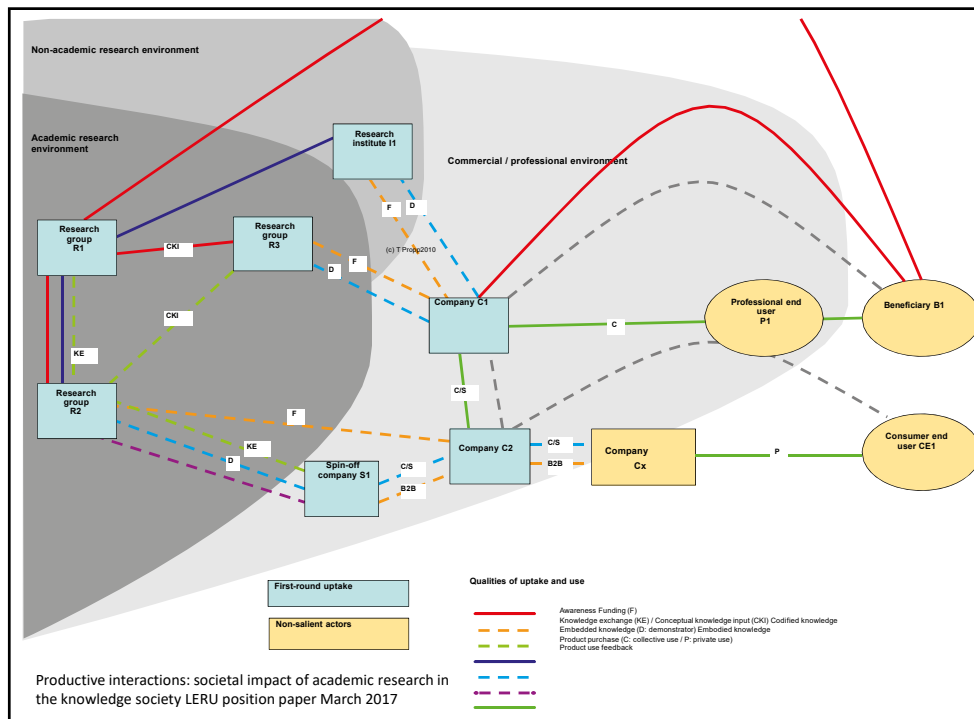 Non-academic research environment
Academic research
environment
Research
institute I1
Commercial / professional environment
Research
group
R1
CKI
Research
group
R3
F
D
(c) T Propp2010
F
D
CKI
Company C1
C
Professional end
user
P1
Beneficiary B1
KE
C/S
Research
group
R2
F
KE
D
Spin-off
company S1
C/S
B2B
Company C2
C/S
B2B
Company
Cx
P
Consumer end
user CE1
First-round uptake
Non-salient actors
Qualities of uptake and use
Awareness Funding (F)
Knowledge exchange (KE) / Conceptual knowledge input (CKI) Codified knowledge
Embedded knowledge (D: demonstrator) Embodied knowledge
Product purchase (C: collective use / P: private use)
Product use feedback
Productive interactions: societal impact of academic research in
the knowledge society LERU position paper March 2017